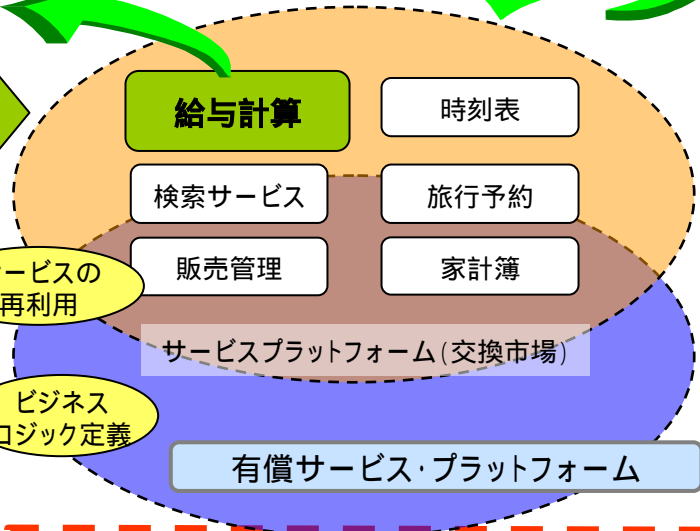 給与計算
時刻表
検索サービス
旅行予約
販売管理
家計簿
ービスの
再利用
サービスプラットフォーム(交換市場)
ビジネス
ロジック定義
有償サービス・プラットフォーム